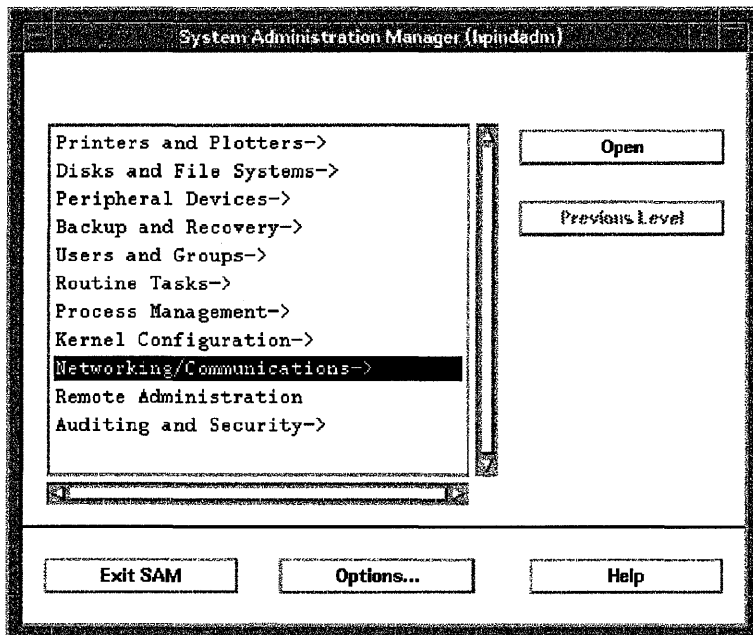 System Administration Manager (hpindadm)
Printers and Plotters->
Disks and File Systems->
Peripheral Devices->
Backup and Recovery->
Users and Groups->
Routine Tasks->
Process Management->
Kernel Configuration->
Networking/Communications->
Remote Administration
Auditing and Security->
Open
Previous Level
Exit SAM
Options...
Help